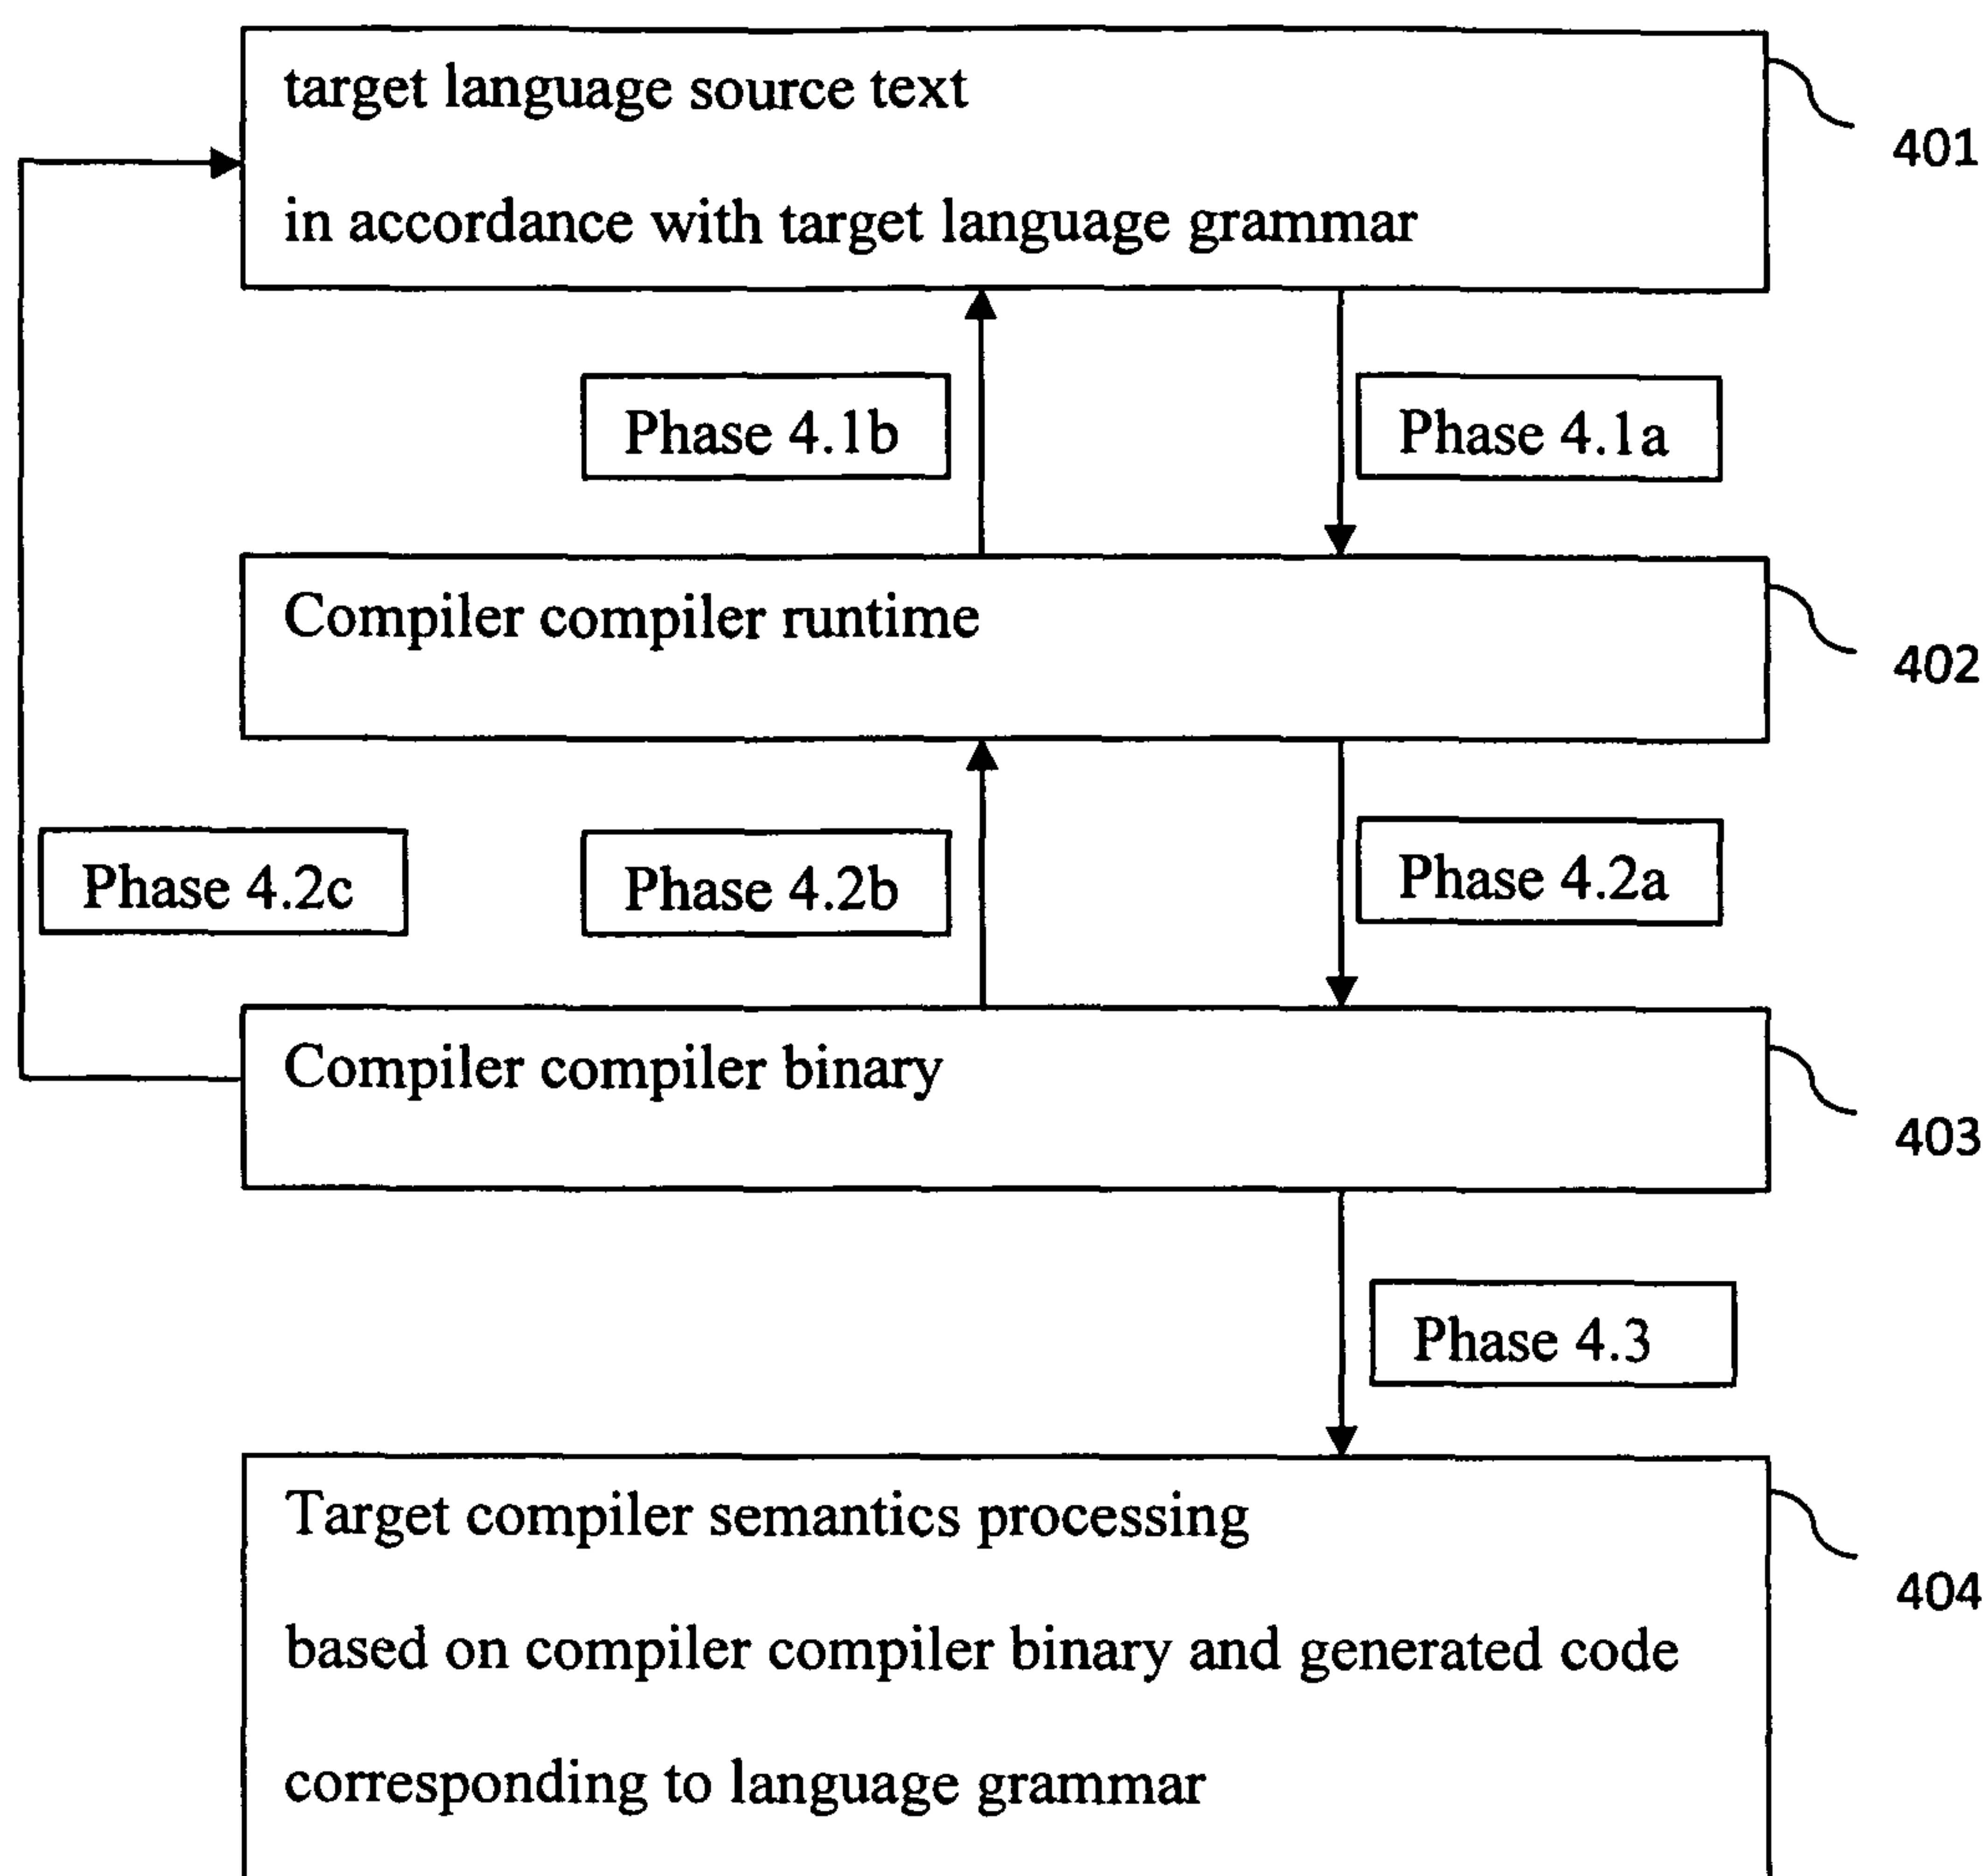 target language source text
401
in accordance with target language grammar
Phase 4.1b
Phase 4.1a
Compiler compiler runtime
402
Phase 4.2c
Phase 4.2b
Phase 4.2a
Compiler compiler binary
403
Phase 4.3
Target compiler semantics processing
404
based on compiler compiler binary and generated code
corresponding to language grammar